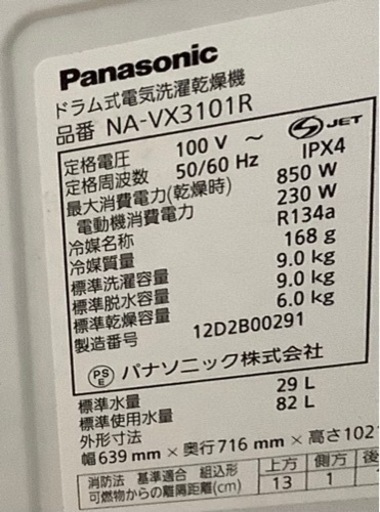 Panasonic
ドラム式電気洗濯乾燥機
品番 NA-VX3101R
JET
定格電圧 100 V ～ IPX4
定格周波数 50/60 Hz
最大消費電力(乾燥時) 850 W
電動機消費電力 230 W
冷媒名称 R134a
冷媒質量 168 g
標準洗濯容量 9.0 kg
標準脱水容量 9.0 kg
標準乾燥容量 6.0 kg
製造番号 12D2B00291
PSE パナソニック株式会社
標準水量 29 L
標準使用水量 82 L
外形寸法
幅 639 mm × 奥行 716 mm × 高さ 102
消防法 基準適合 組込形 上方 側方 後
可燃物からの離隔距離(cm) 13 1